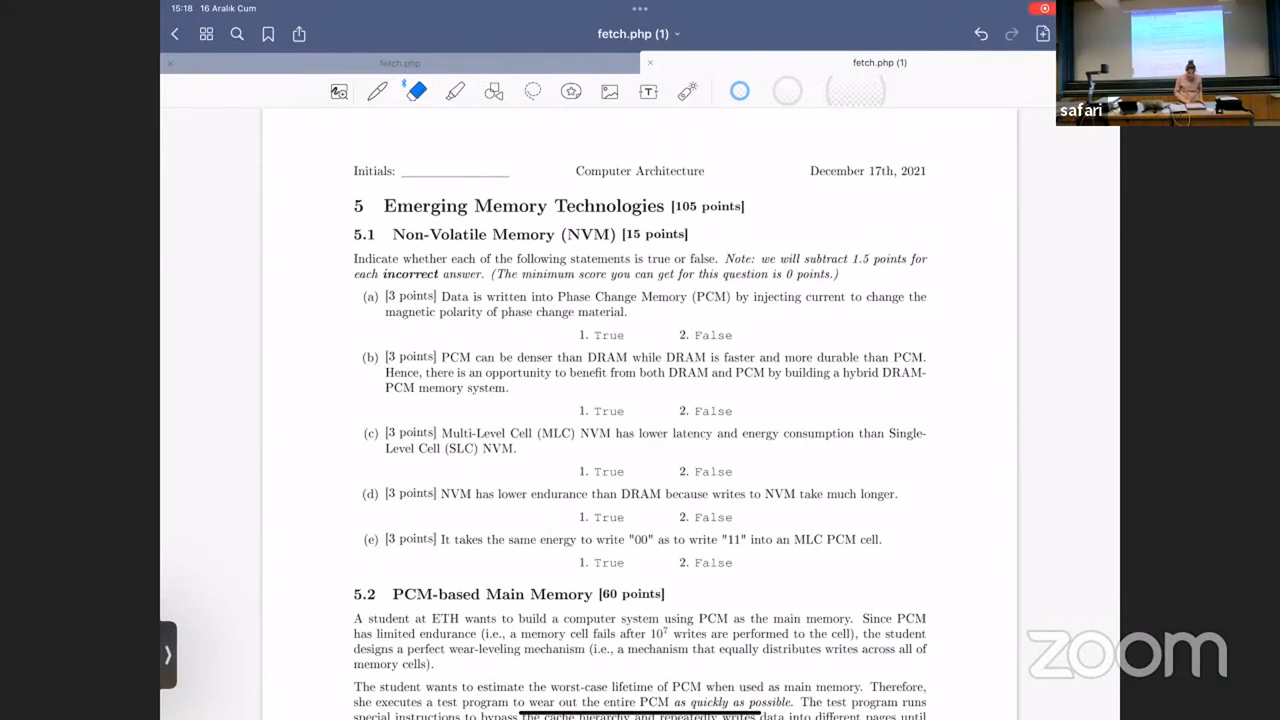 15:18 16 Aralık Cum
fetch.php (1)
fetch.php
fetch.php (1)
safari
Initials: Computer Architecture December 17th, 2021
5 Emerging Memory Technologies [105 points]
5.1 Non-Volatile Memory (NVM) [15 points]
Indicate whether each of the following statements is true or false. Note: we will subtract 1.5 points for
each incorrect answer. (The minimum score you can get for this question is 0 points.)
(a) [3 points] Data is written into Phase Change Memory (PCM) by injecting current to change the
magnetic polarity of phase change material.
1. True 2. False
(b) [3 points] PCM can be denser than DRAM while DRAM is faster and more durable than PCM.
Hence, there is an opportunity to benefit from both DRAM and PCM by building a hybrid DRAM-
PCM memory system.
1. True 2. False
(c) [3 points] Multi-Level Cell (MLC) NVM has lower latency and energy consumption than Single-
Level Cell (SLC) NVM.
1. True 2. False
(d) [3 points] NVM has lower endurance than DRAM because writes to NVM take much longer.
1. True 2. False
(e) [3 points] It takes the same energy to write "00" as to write "11" into an MLC PCM cell.
1. True 2. False
5.2 PCM-based Main Memory [60 points]
A student at ETH wants to build a computer system using PCM as the main memory. Since PCM
has limited endurance (i.e., a memory cell fails after 10⁷ writes are performed to the cell), the student
designs a perfect wear-leveling mechanism (i.e., a mechanism that equally distributes writes across all of
memory cells).
The student wants to estimate the worst-case lifetime of PCM when used as main memory. Therefore,
she executes a test program to wear out the entire PCM as quickly as possible. The test program runs
special instructions to bypass the cache hierarchy and repeatedly writes data into different pages until
zoom